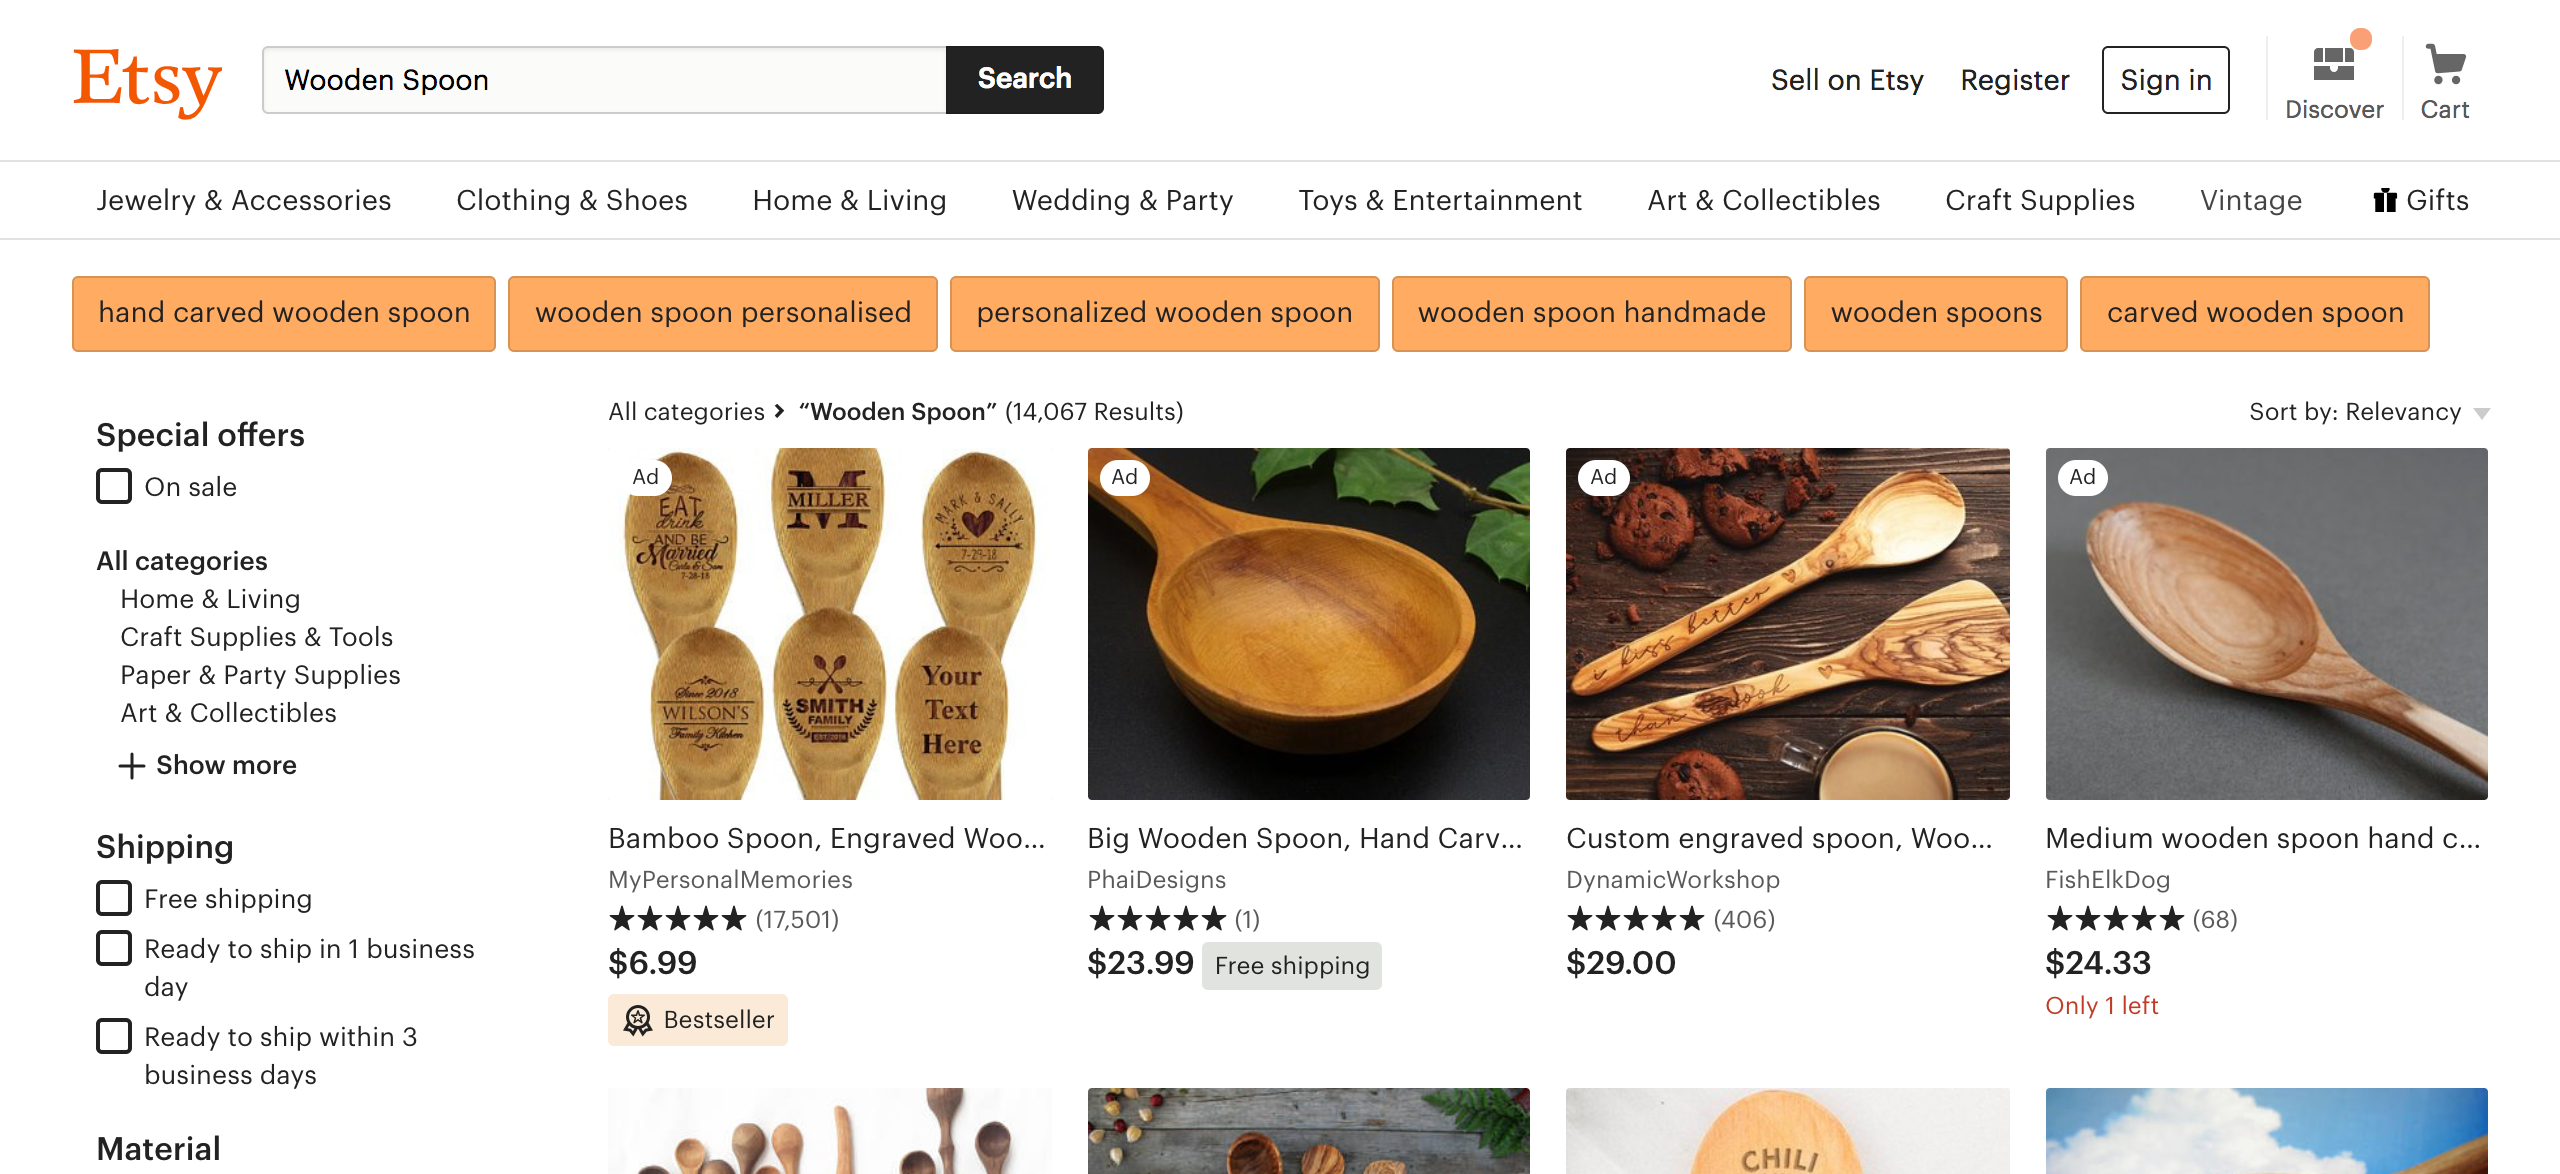 Etsy
Wooden Spoon
Search
Sell on Etsy
Register
Sign in
Discover
Cart
Jewelry & Accessories
Clothing & Shoes
Home & Living
Wedding & Party
Toys & Entertainment
Art & Collectibles
Craft Supplies
Vintage
Gifts
hand carved wooden spoon
wooden spoon personalised
personalized wooden spoon
wooden spoon handmade
wooden spoons
carved wooden spoon
Special offers
On sale
All categories
Home & Living
Craft Supplies & Tools
Paper & Party Supplies
Art & Collectibles
Show more
Shipping
Free shipping
Ready to ship in 1 business
day
Ready to ship within 3
business days
Material
All categories > “Wooden Spoon” (14,067 Results)
Sort by: Relevancy
Ad
EAT
drink
AND BE
Married
7-28-18
MILLER
M
MARK & SALLY
7-29-18
Since 2018
WILSON'S
Family Kitchen
SMITH
FAMILY
Your
Text
Here
Bamboo Spoon, Engraved Woo...
MyPersonalMemories
(17,501)
$6.99
Bestseller
Ad
Big Wooden Spoon, Hand Carv...
PhaiDesigns
(1)
$23.99
Free shipping
Ad
i kiss better
than i cook
Custom engraved spoon, Woo...
DynamicWorkshop
(406)
$29.00
Ad
Medium wooden spoon hand c...
FishElkDog
(68)
$24.33
Only 1 left
CHILI